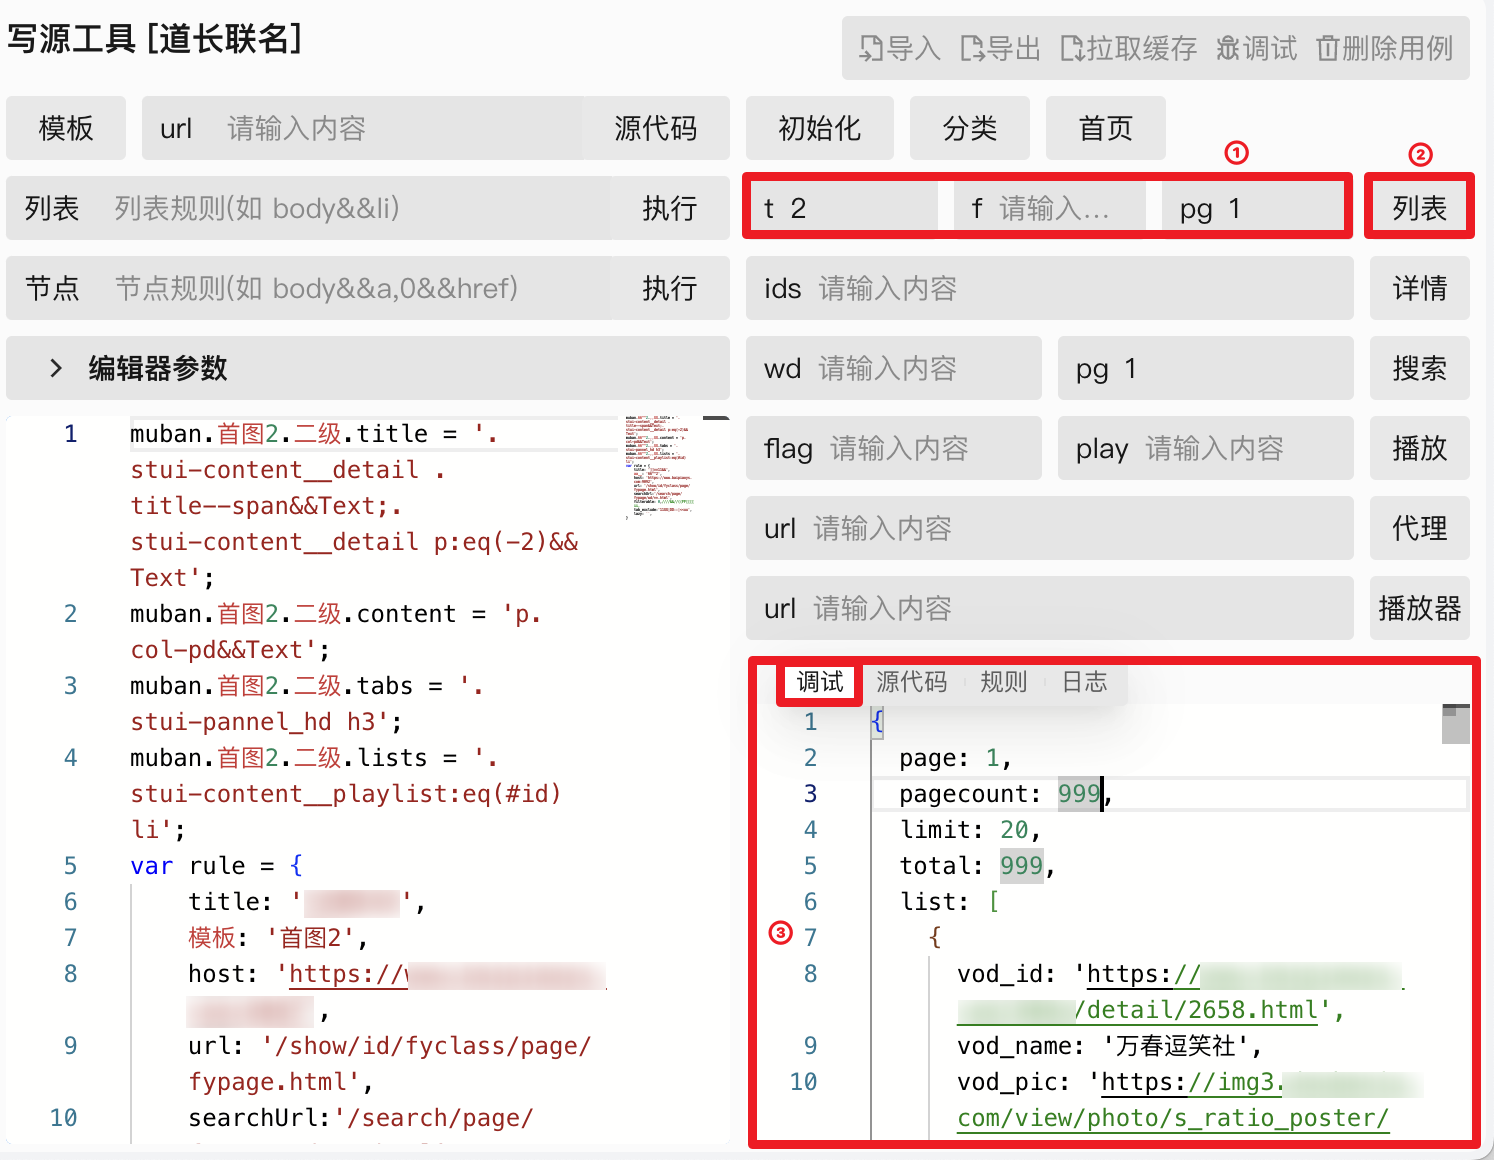 写源工具 [道长联名]
导入 导出 拉取缓存 调试 删除用例
模板 url 请输入内容 源代码 初始化 分类 首页
① ②
列表 列表规则(如 body&&li) 执行 t 2 f 请输入... pg 1 列表
节点 节点规则(如 body&&a,0&&href) 执行 ids 请输入内容 详情
编辑器参数 wd 请输入内容 pg 1 搜索
flag 请输入内容 play 请输入内容 播放
url 请输入内容 代理
url 请输入内容 播放器
1 muban.首图2.二级.title = '.
stui-content__detail .
title--span&&Text;.
stui-content__detail p:eq(-2)&&
Text';
2 muban.首图2.二级.content = 'p.
col-pd&&Text';
3 muban.首图2.二级.tabs = '.
stui-pannel_hd h3';
4 muban.首图2.二级.lists = '.
stui-content__playlist:eq(#id)
li';
5 var rule = {
6 title: '',
7 模板: '首图2',
8 host: 'https://
,
9 url: '/show/id/fyclass/page/
fypage.html',
10 searchUrl:'/search/page/
调试 源代码 规则 日志
1 {
2 page: 1,
3 pagecount: 999,
4 limit: 20,
5 total: 999,
6 list: [
③ 7 {
8 vod_id: 'https://
/detail/2658.html',
9 vod_name: '万春逗笑社',
10 vod_pic: 'https://img3.
com/view/photo/s_ratio_poster/